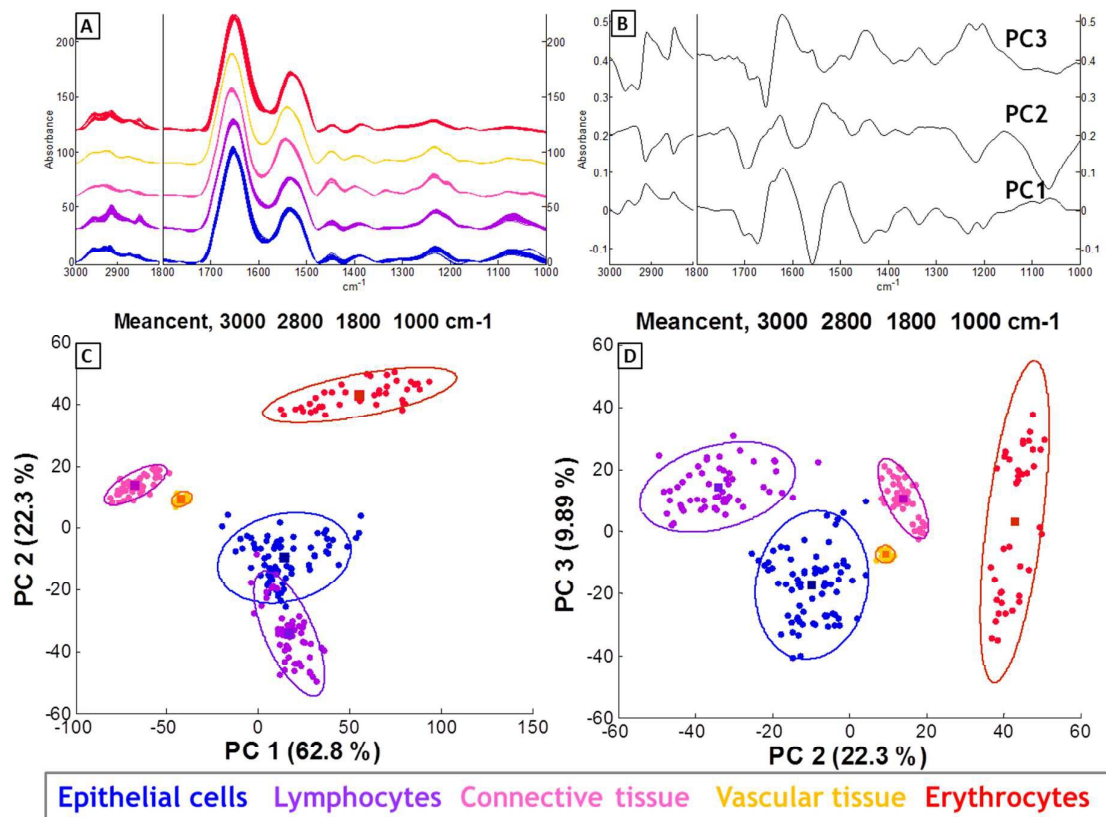 A
B
Absorbance
200
150
100
50
0
200
150
100
50
0
3000 2900 1800 1700 1600 1500 1400 1300 1200 1100 1000
cm⁻¹
Absorbance
0.5
0.4
0.3
0.2
0.1
0
-0.1
0.5
0.4
0.3
0.2
0.1
0
-0.1
PC3
PC2
PC1
3000 2900 1800 1700 1600 1500 1400 1300 1200 1100 1000
cm⁻¹
Meancent, 3000 2800 1800 1000 cm-1
Meancent, 3000 2800 1800 1000 cm-1
C
PC 2 (22.3 %)
60
40
20
0
-20
-40
-60
-100 -50 0 50 100 150
PC 1 (62.8 %)
D
PC 3 (9.89 %)
60
40
20
0
-20
-40
-60
-60 -40 -20 0 20 40 60
PC 2 (22.3 %)
Epithelial cells Lymphocytes Connective tissue Vascular tissue Erythrocytes